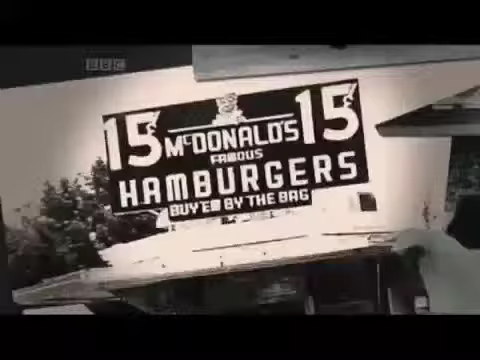 BBC
15¢ McDONALD'S 15¢
FAMOUS
HAMBURGERS
BUY'EM BY THE BAG